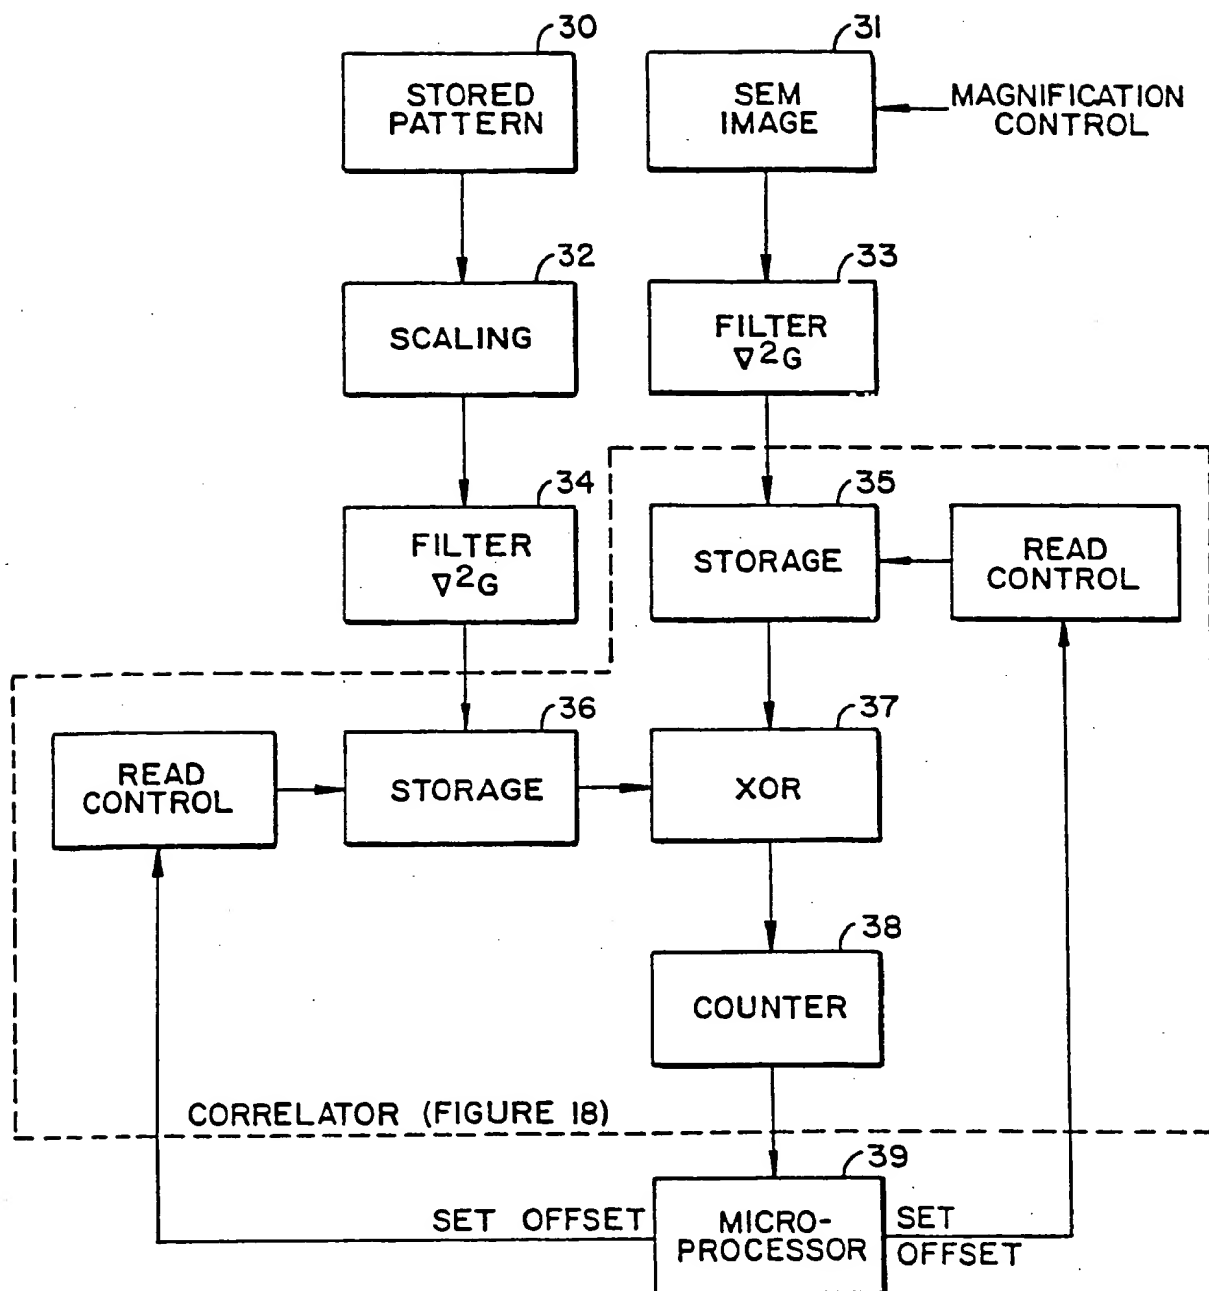 30
STORED
PATTERN
31
SEM
IMAGE
MAGNIFICATION
CONTROL
32
SCALING
33
FILTER
∇²G
34
FILTER
∇²G
35
STORAGE
READ
CONTROL
READ
CONTROL
36
STORAGE
37
XOR
38
COUNTER
CORRELATOR (FIGURE 18)
39
SET OFFSET
MICRO-
PROCESSOR
SET
OFFSET